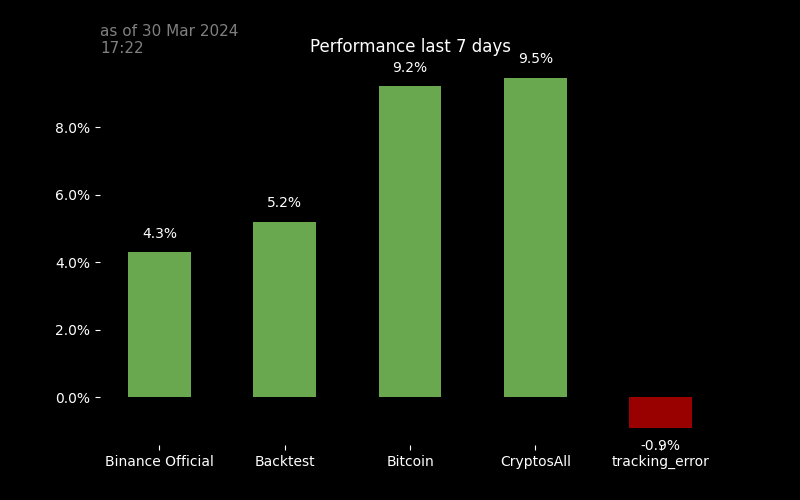 as of 30 Mar 2024
17:22
Performance last 7 days
9.2%
9.5%
8.0%
6.0%
5.2%
4.3%
4.0%
2.0%
0.0%
-0.9%
Binance Official
Backtest
Bitcoin
CryptosAll
tracking_error